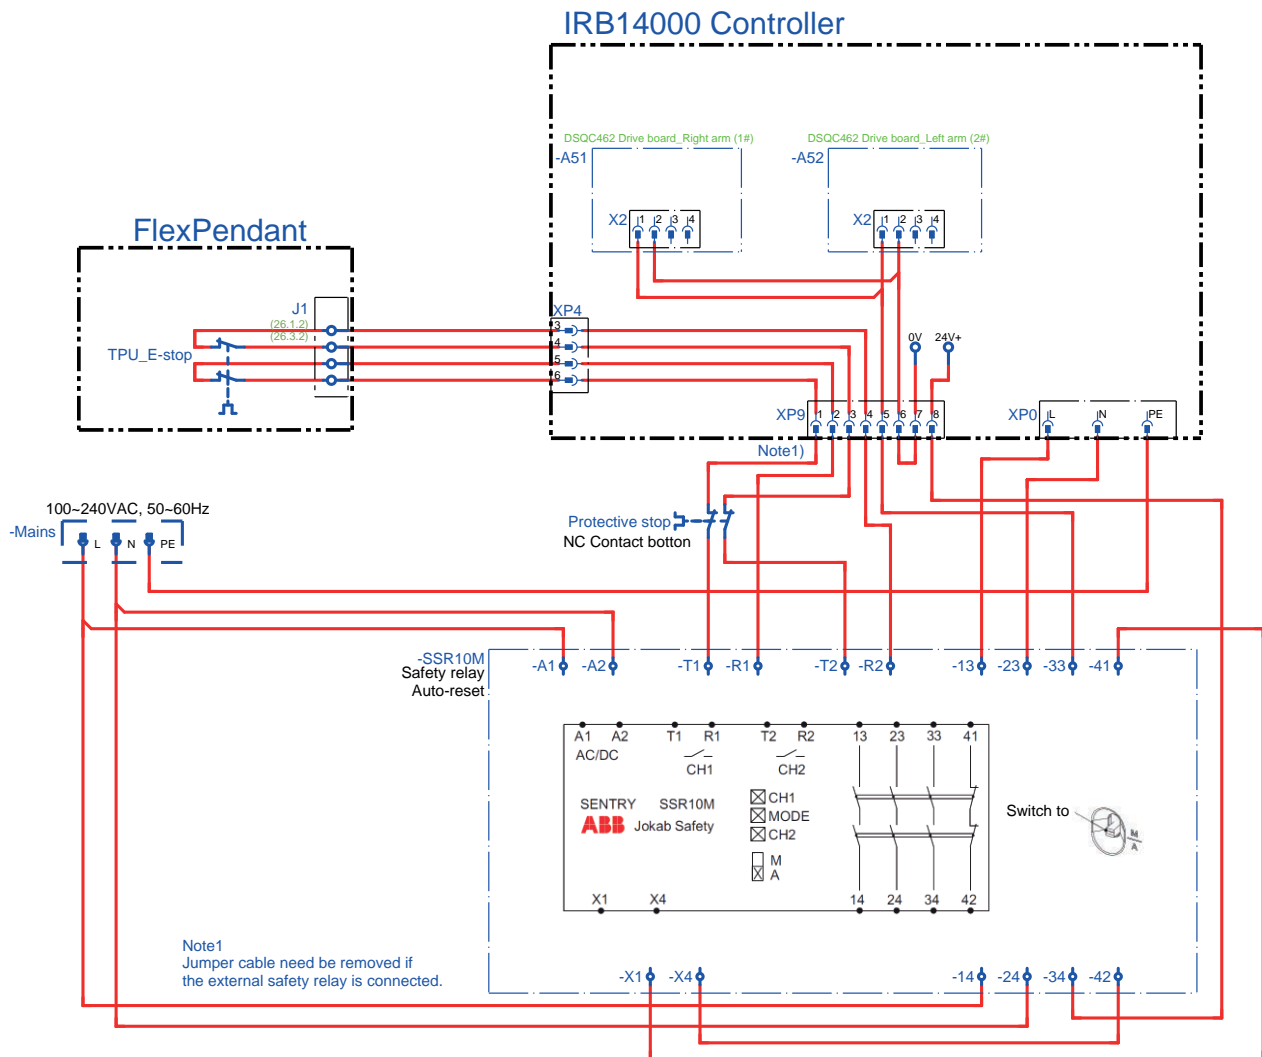 IRB14000 Controller
DSQC462 Drive board_Right arm (1#)
DSQC462 Drive board_Left arm (2#)
-A51
-A52
X2 1 2 3 4
X2 1 2 3 4
FlexPendant
J1
(26.1.2)
(26.3.2)
TPU_E-stop
XP4
3
4
5
6
0V 24V+
XP9 1 2 3 4 5 6 7 8
XP0 L N PE
Note1)
100~240VAC, 50~60Hz
-Mains
L N PE
Protective stop
NC Contact botton
-SSR10M
Safety relay
Auto-reset
-A1 -A2 -T1 -R1 -T2 -R2 -13 -23 -33 -41
A1 A2 T1 R1 T2 R2 13 23 33 41
AC/DC
CH1 CH2
SENTRY SSR10M
ABB Jokab Safety
CH1
MODE
CH2
M
A
Switch to
M
A
X1 X4 14 24 34 42
Note1
Jumper cable need be removed if
the external safety relay is connected.
-X1 -X4 -14 -24 -34 -42